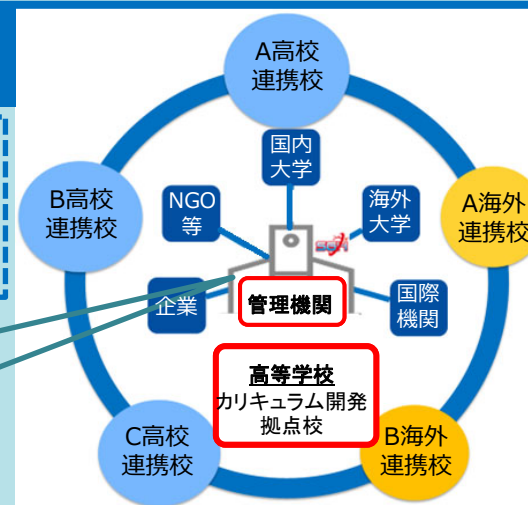 A高校
連携校
国内
大学
NGO
等
海外
大学
B高校
連携校
A海外
連携校
企業
管理機関
国際
機関
高等学校
カリキュラム開発
拠点校
C高校
連携校
B海外
連携校